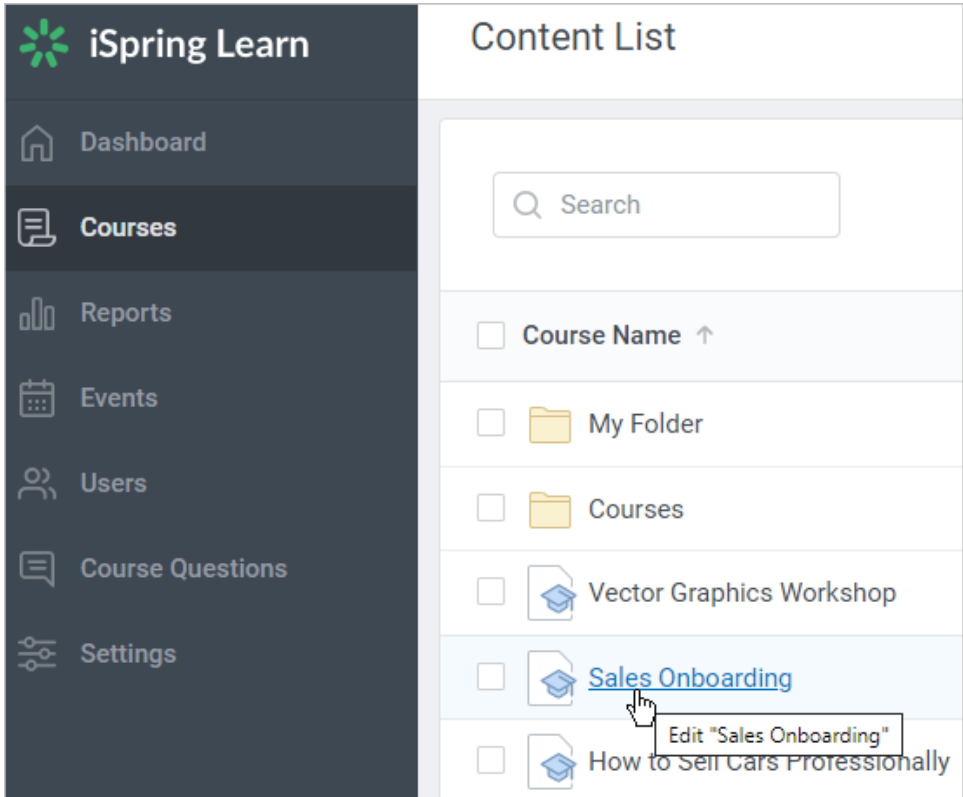 iSpring Learn
Content List
Dashboard
Courses
Reports
Events
Users
Course Questions
Settings
Search
Course Name
My Folder
Courses
Vector Graphics Workshop
Sales Onboarding
Edit "Sales Onboarding"
How to Sell Cars Professionally